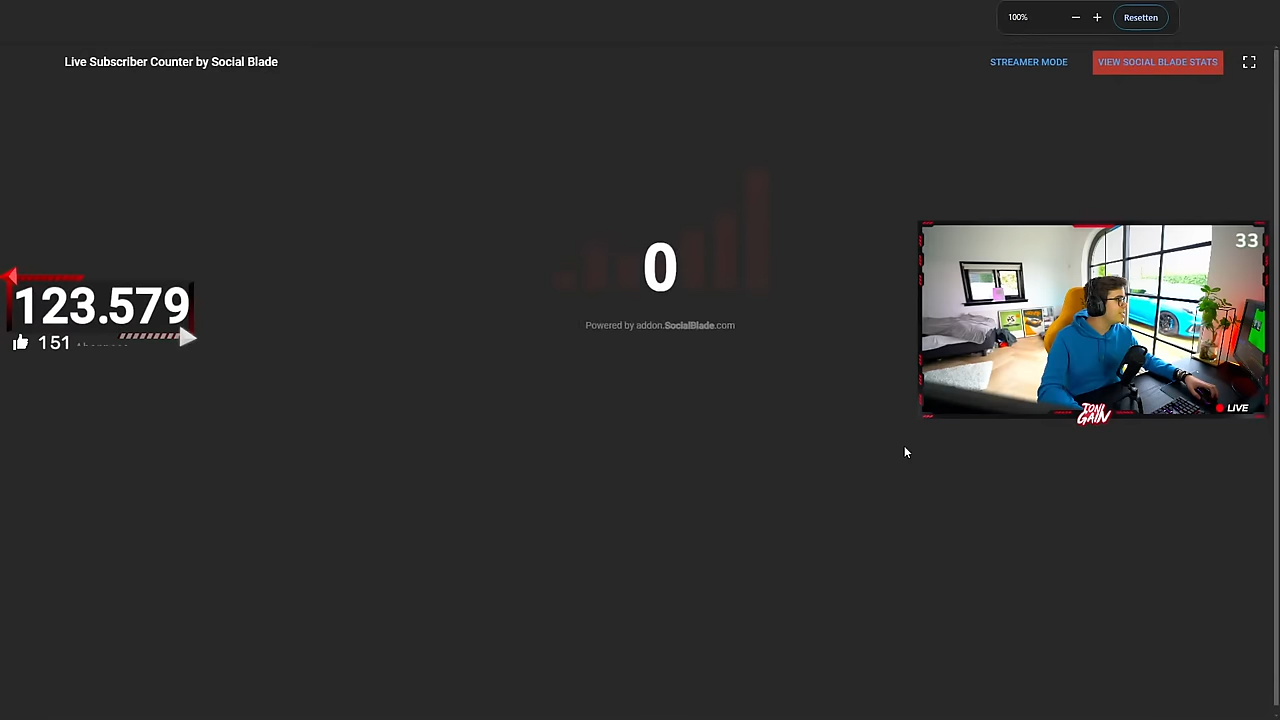 100%
Resetten
Live Subscriber Counter by Social Blade
STREAMER MODE
VIEW SOCIAL BLADE STATS
0
Powered by addon.SocialBlade.com
123.579
151
33
LIVE
TONI
GAIN